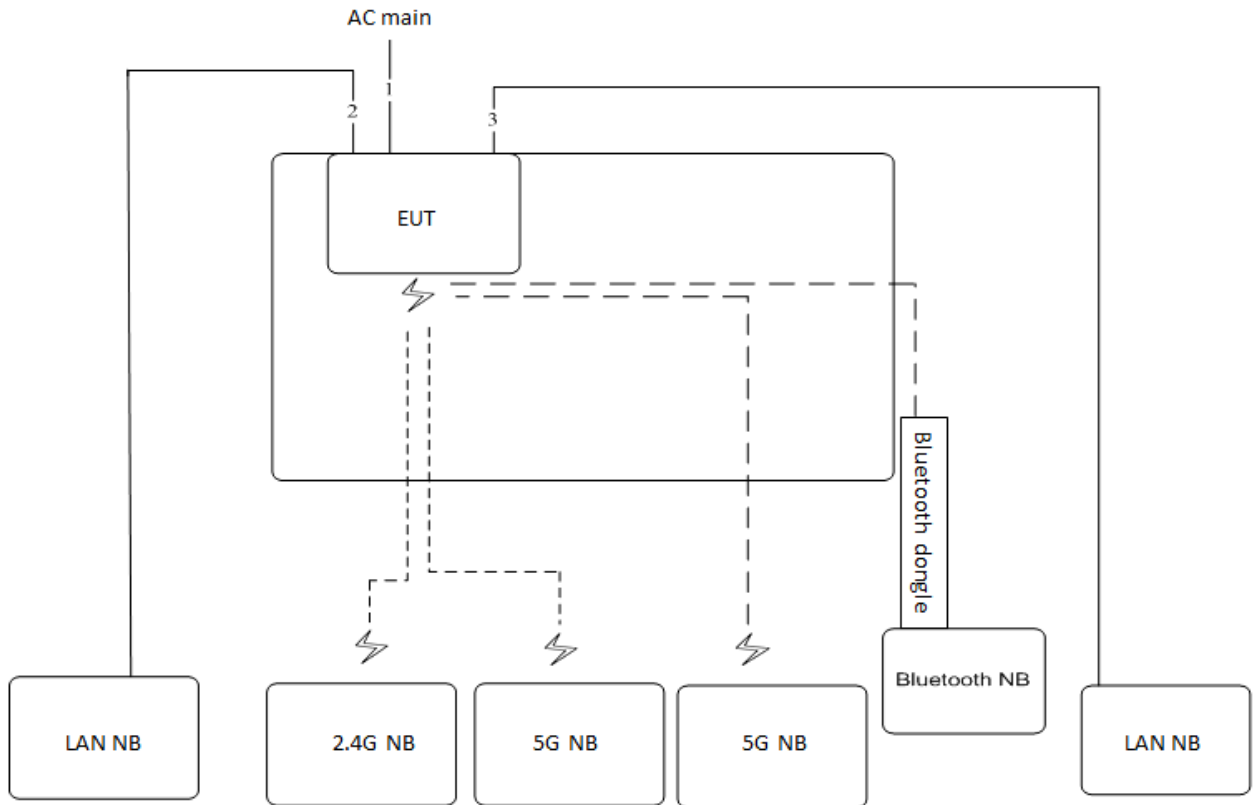 AC main
1
2
3
EUT
Bluetooth dongle
Bluetooth NB
LAN NB
2.4G NB
5G NB
5G NB
LAN NB